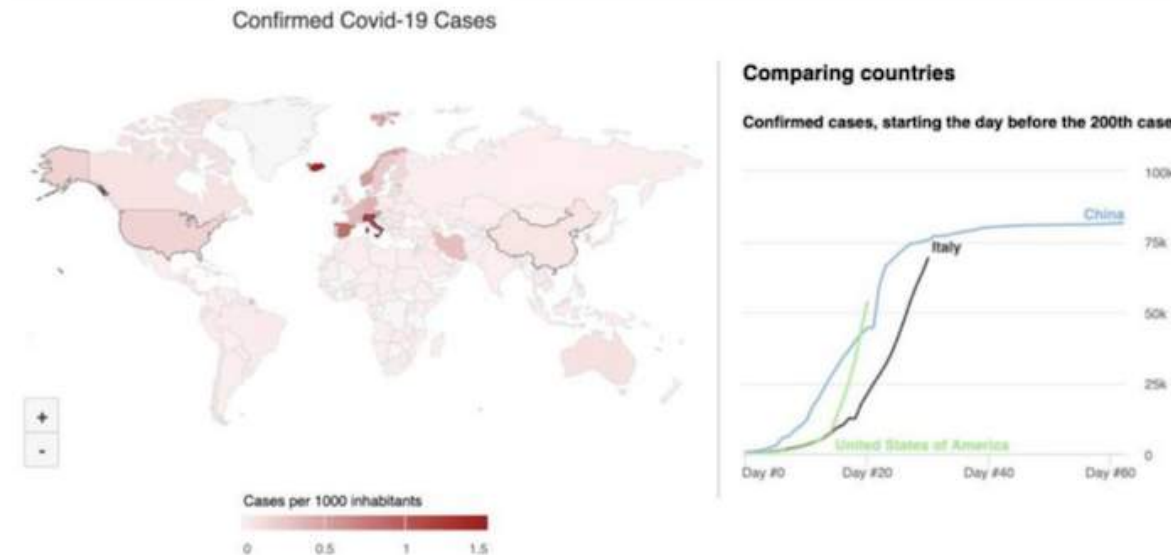 Confirmed Covid-19 Cases
+
-
Cases per 1000 inhabitants
0 0.5 1 1.5
Comparing countries
Confirmed cases, starting the day before the 200th case
100k
China
Italy
75k
50k
25k
United States of America
0
Day #0 Day #20 Day #40 Day #60